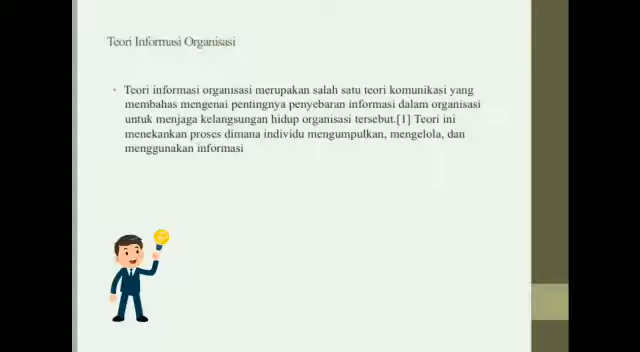 Teori Informasi Organisasi
• Teori informasi organisasi merupakan salah satu teori komunikasi yang
membahas mengenai pentingnya penyebaran informasi dalam organisasi
untuk menjaga kelangsungan hidup organisasi tersebut.[1] Teori ini
menekankan proses dimana individu mengumpulkan, mengelola, dan
menggunakan informasi